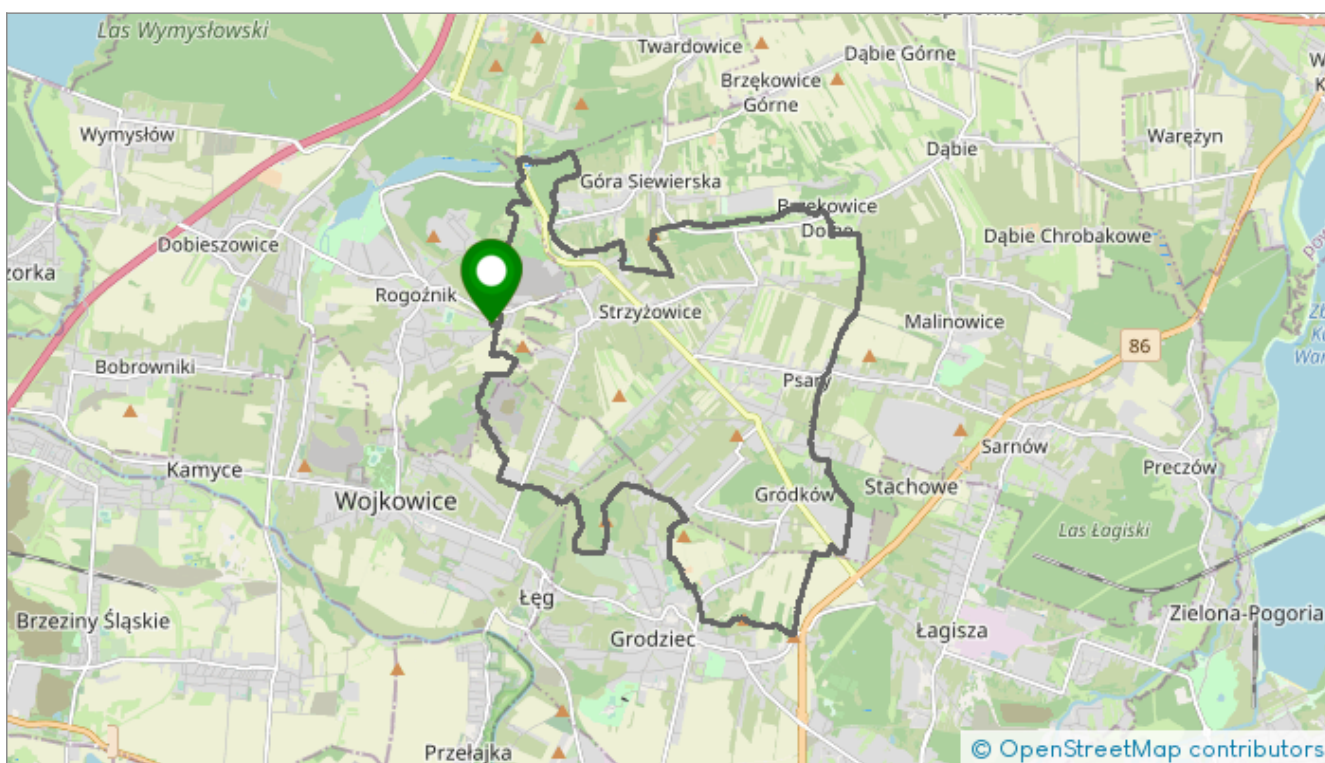 Las Wymysłowski
Twardowice
Dąbie Górne
Brzękowice
Górne
Wymysłów
Warężyn
Dąbie
Góra Siewierska
Brzękowice
Dolne
Dobieszowice
Dąbie Chrobakowe
zorka
Rogoźnik
Strzyżowice
Malinowice
86
Bobrowniki
Psary
Sarnów
Kamyce
Preczów
Wojkowice
Gródków
Stachowe
Las Łagiski
Łęg
Brzeziny Śląskie
Zielona-Pogoria
Grodziec
Łagisza
Przełajka
© OpenStreetMap contributors